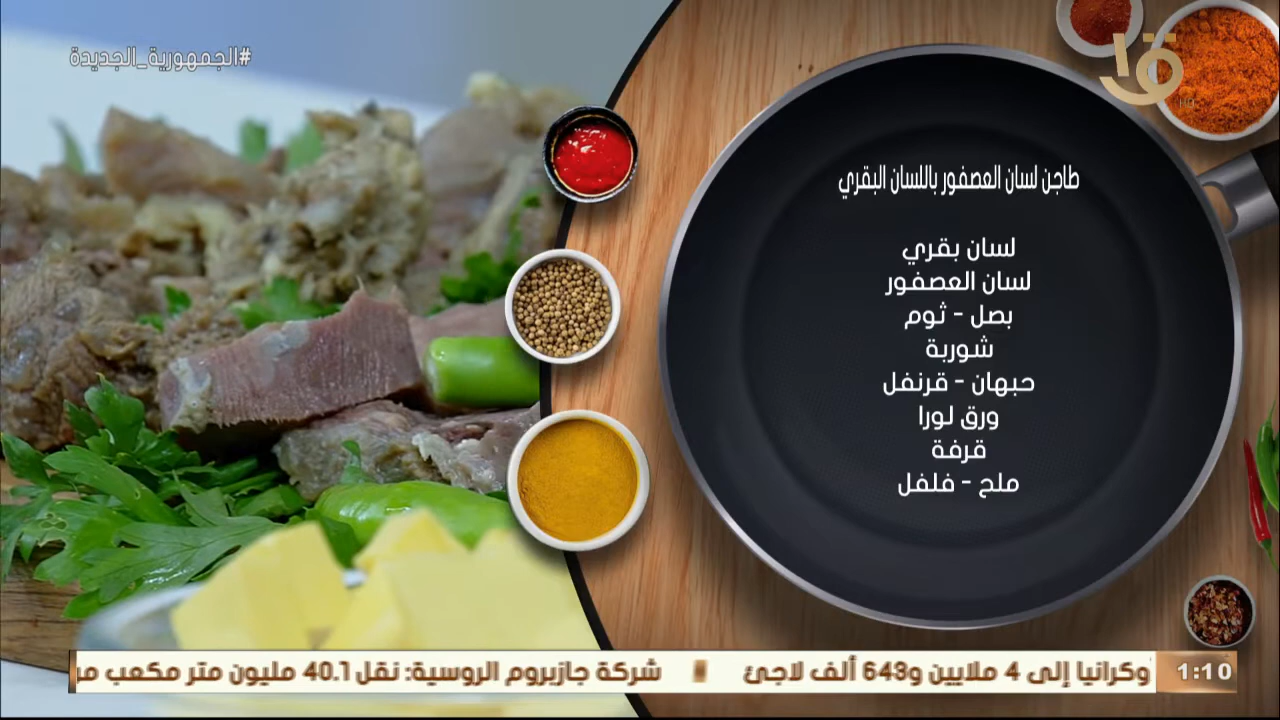 #الجمهورية_الجديدة
طاجن لسان العصفور باللسان البقري
لسان بقري
لسان العصفور
بصل - ثوم
شوربة
حبهان - قرنفل
ورق لورا
قرفة
ملح - فلفل
1:10
وكرانيا إلى 4 ملايين و643 ألف لاجئ
شركة جازبروم الروسية: نقل 40.1 مليون متر مكعب